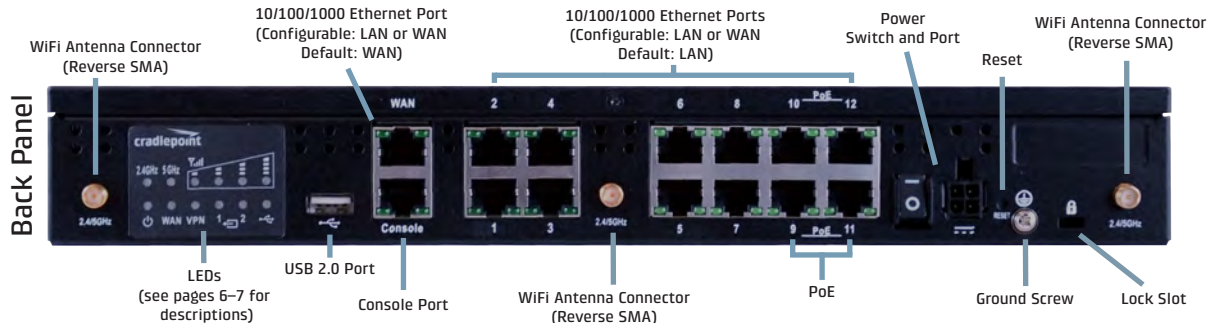 Back Panel
WiFi Antenna Connector
(Reverse SMA)
10/100/1000 Ethernet Port
(Configurable: LAN or WAN
Default: WAN)
10/100/1000 Ethernet Ports
(Configurable: LAN or WAN
Default: LAN)
Power
Switch and Port
Reset
WiFi Antenna Connector
(Reverse SMA)
WAN 2 4 6 8 10 PoE 12
cradlepoint
2.4GHz 5 GHz
2.4/5GHz
WAN VPN 1 2
Console 1 3
2.4/5GHz
5 7 9 PoE 11
RESET
2.4/5GHz
LEDs
(see pages 6–7 for
descriptions)
USB 2.0 Port
Console Port
WiFi Antenna Connector
(Reverse SMA)
PoE
Ground Screw
Lock Slot